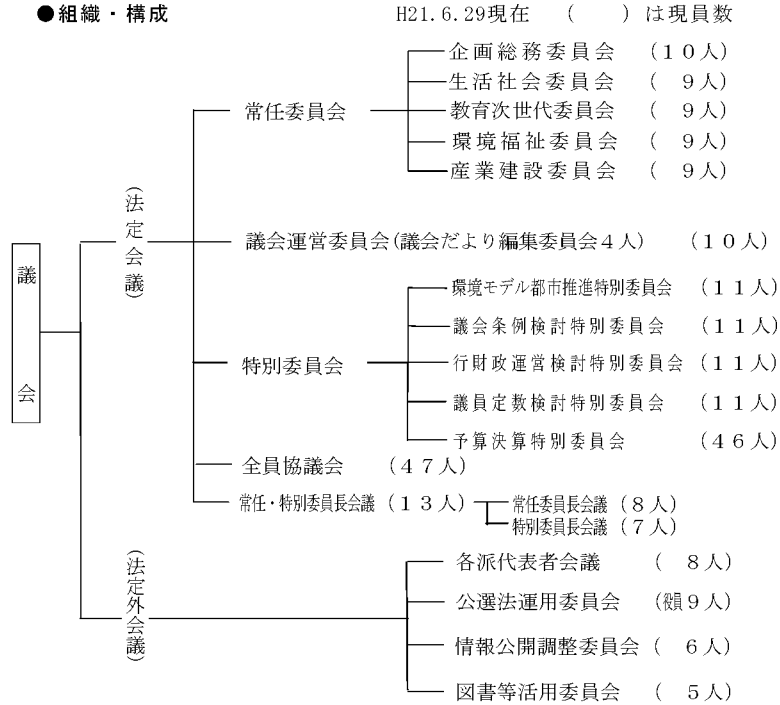 ●組織・構成
H21.6.29現在 (　　)は現員数
議会
(法定会議)
常任委員会
企画総務委員会 (10人)
生活社会委員会 (9人)
教育次世代委員会 (9人)
環境福祉委員会 (9人)
産業建設委員会 (9人)
議会運営委員会(議会だより編集委員会4人) (10人)
特別委員会
環境モデル都市推進特別委員会 (11人)
議会条例検討特別委員会 (11人)
行財政運営検討特別委員会 (11人)
議員定数検討特別委員会 (11人)
予算決算特別委員会 (46人)
全員協議会 (47人)
常任・特別委員長会議 (13人)
常任委員長会議 (8人)
特別委員長会議 (7人)
(法定外会議)
各派代表者会議 (8人)
公選法運用委員会 (9人)
情報公開調整委員会 (6人)
図書等活用委員会 (5人)